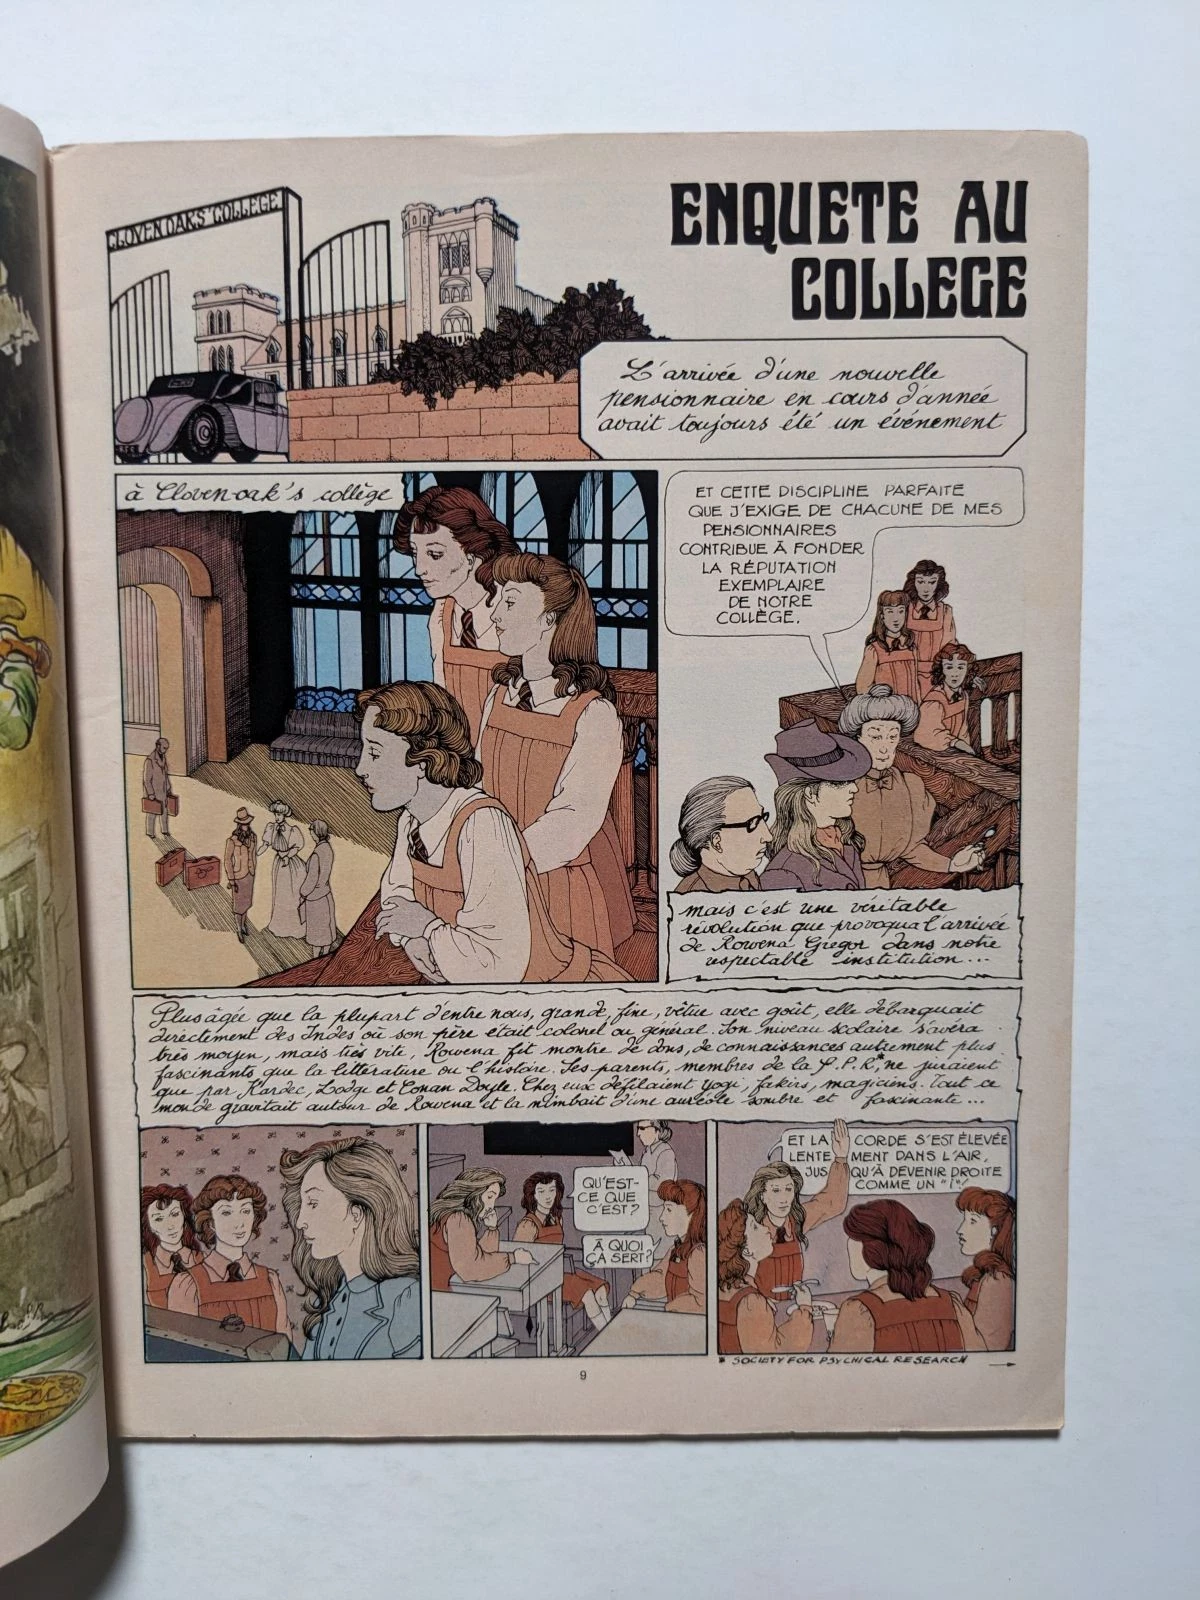 CLOVEN OAKS' COLLEGE
ENQUETE AU
COLLEGE
L'arrivée d'une nouvelle
pensionnaire en cours d'année
avait toujours été un événement
à Cloven-oak's collège
ET CETTE DISCIPLINE PARFAITE
QUE J'EXIGE DE CHACUNE DE MES
PENSIONNAIRES
CONTRIBUE À FONDER
LA RÉPUTATION
EXEMPLAIRE
DE NOTRE
COLLÈGE.
mais c'est une véritable
révolution que provoqua l'arrivée
de Rowena Gregor dans notre
respectable institution...
Plus âgée que la plupart d'entre nous, grande, fine, vêtue avec goût, elle débarquait
directement des Indes où son père était colonel ou général. Son niveau scolaire s'avéra
très moyen, mais très vite, Rowena fit montre de dons, de connaissances autrement plus
fascinants que la littérature ou l'histoire. Ses parents, membres de la S.P.R.*, ne juraient
que par Kardec, Lodge et Conan Doyle. Chez eux défilaient yogi, fakirs, magiciens. Tout ce
monde gravitait autour de Rowena et la nimbait d'une auréole sombre et fascinante...
QU'EST-
CE QUE
C'EST?
À QUOI
ÇA SERT?
ET LA CORDE S'EST ÉLEVÉE
LENTEMENT DANS L'AIR,
JUSQU'À DEVENIR DROITE
COMME UN "I"!
* SOCIETY FOR PSYCHICAL RESEARCH
9